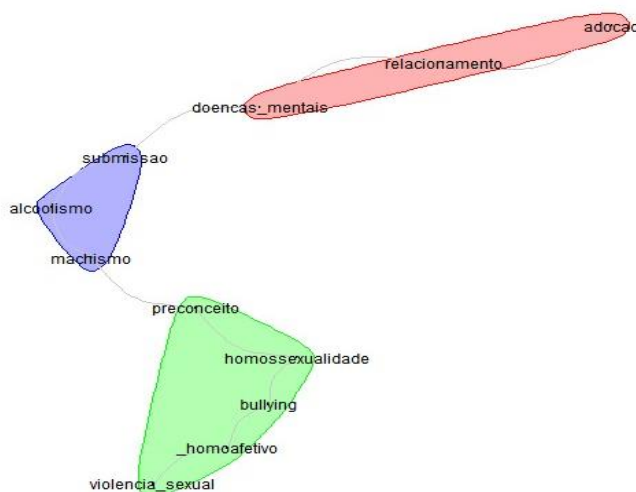 adocao
relacionamento
doencas_mentais
submissao
alcoolismo
machismo
preconceito
homossexualidade
bullying
_homoafetivo
violencia_sexual